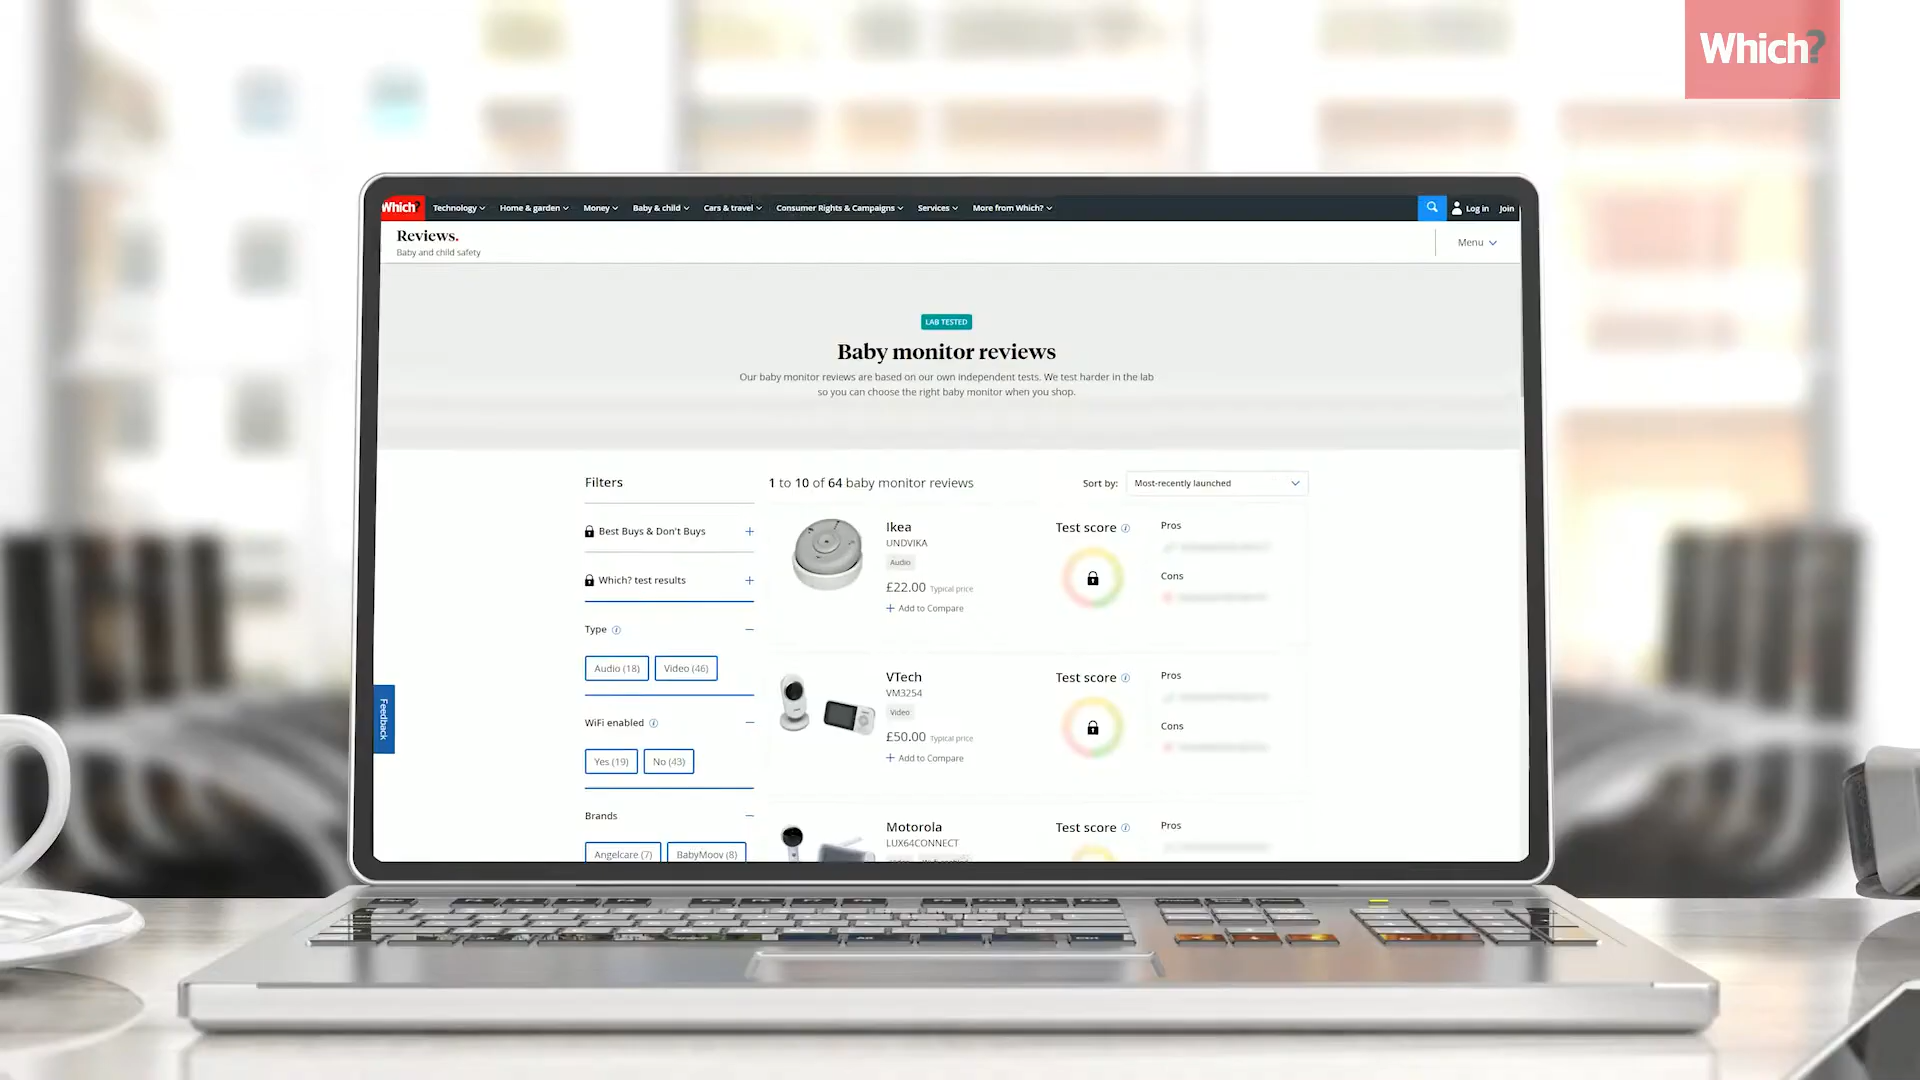 Which?
Which?
Technology
Home & garden
Money
Baby & child
Cars & travel
Consumer Rights & Campaigns
Services
More from Which?
Log in
Join
Reviews.
Baby and child safety
Menu
LAB TESTED
Baby monitor reviews
Our baby monitor reviews are based on our own independent tests. We test harder in the lab
so you can choose the right baby monitor when you shop.
Filters
Best Buys & Don't Buys
Which? test results
Type
Audio (18)
Video (46)
WiFi enabled
Yes (19)
No (43)
Brands
Angelcare (7)
BabyMoov (8)
Feedback
1 to 10 of 64 baby monitor reviews
Sort by:
Most-recently launched
Ikea
UNDVIKA
Audio
£22.00 Typical price
Add to Compare
Test score
Pros
Cons
VTech
VM3254
Video
£50.00 Typical price
Add to Compare
Test score
Pros
Cons
Motorola
LUX64CONNECT
Test score
Pros